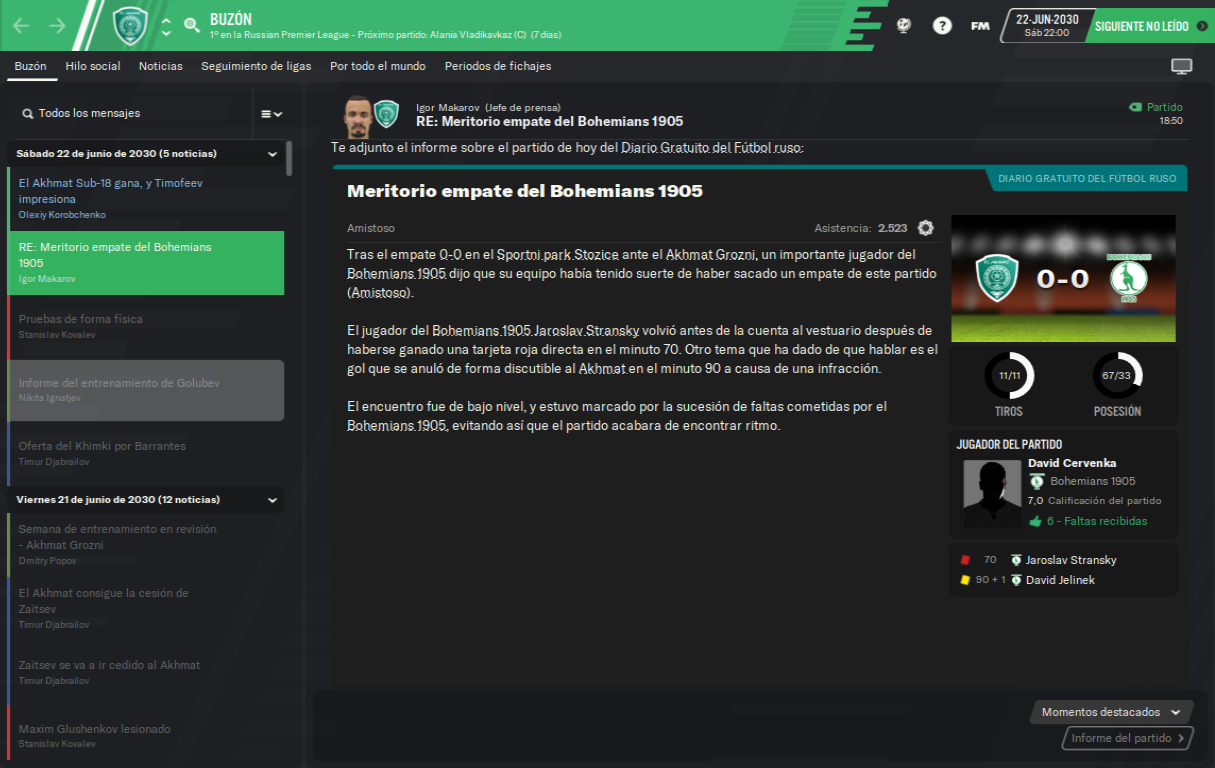 BUZÓN
1º en la Russian Premier League - Próximo partido: Alania Vladikavkaz (C) (7 días)
FM
22-JUN-2030
Sáb 22:00
SIGUIENTE NO LEÍDO
Buzón
Hilo social
Noticias
Seguimiento de ligas
Por todo el mundo
Periodos de fichajes
Todos los mensajes
Sábado 22 de junio de 2030 (5 noticias)
El Akhmat Sub-18 gana, y Timofeev
impresiona
Olexiy Korobchenko
RE: Meritorio empate del Bohemians
1905
Igor Makarov
Pruebas de forma física
Stanislav Kovalev
Informe del entrenamiento de Golubev
Nikita Ignatjev
Oferta del Khimki por Barrantes
Timur Djabrailov
Viernes 21 de junio de 2030 (12 noticias)
Semana de entrenamiento en revisión
- Akhmat Grozni
Dmitry Popov
El Akhmat consigue la cesión de
Zaitsev
Timur Djabrailov
Zaitsev se va a ir cedido al Akhmat
Timur Djabrailov
Maxim Glushenkov lesionado
Stanislav Kovalev
Igor Makarov (Jefe de prensa)
RE: Meritorio empate del Bohemians 1905
Partido
18:50
Te adjunto el informe sobre el partido de hoy del Diario Gratuito del Fútbol ruso:
DIARIO GRATUITO DEL FÚTBOL RUSO
Meritorio empate del Bohemians 1905
Amistoso
Asistencia: 2.523
Tras el empate 0-0 en el Sportni park Stozice ante el Akhmat Grozni, un importante jugador del
Bohemians 1905 dijo que su equipo había tenido suerte de haber sacado un empate de este partido
(Amistoso).
El jugador del Bohemians 1905 Jaroslav Stransky volvió antes de la cuenta al vestuario después de
haberse ganado una tarjeta roja directa en el minuto 70. Otro tema que ha dado de que hablar es el
gol que se anuló de forma discutible al Akhmat en el minuto 90 a causa de una infracción.
El encuentro fue de bajo nivel, y estuvo marcado por la sucesión de faltas cometidas por el
Bohemians 1905, evitando así que el partido acabara de encontrar ritmo.
0-0
BOHEMIANS
1905
11/11
67/33
TIROS
POSESIÓN
JUGADOR DEL PARTIDO
David Cervenka
Bohemians 1905
7,0 Calificación del partido
6 - Faltas recibidas
70 Jaroslav Stransky
90 + 1 David Jelinek
Momentos destacados
Informe del partido